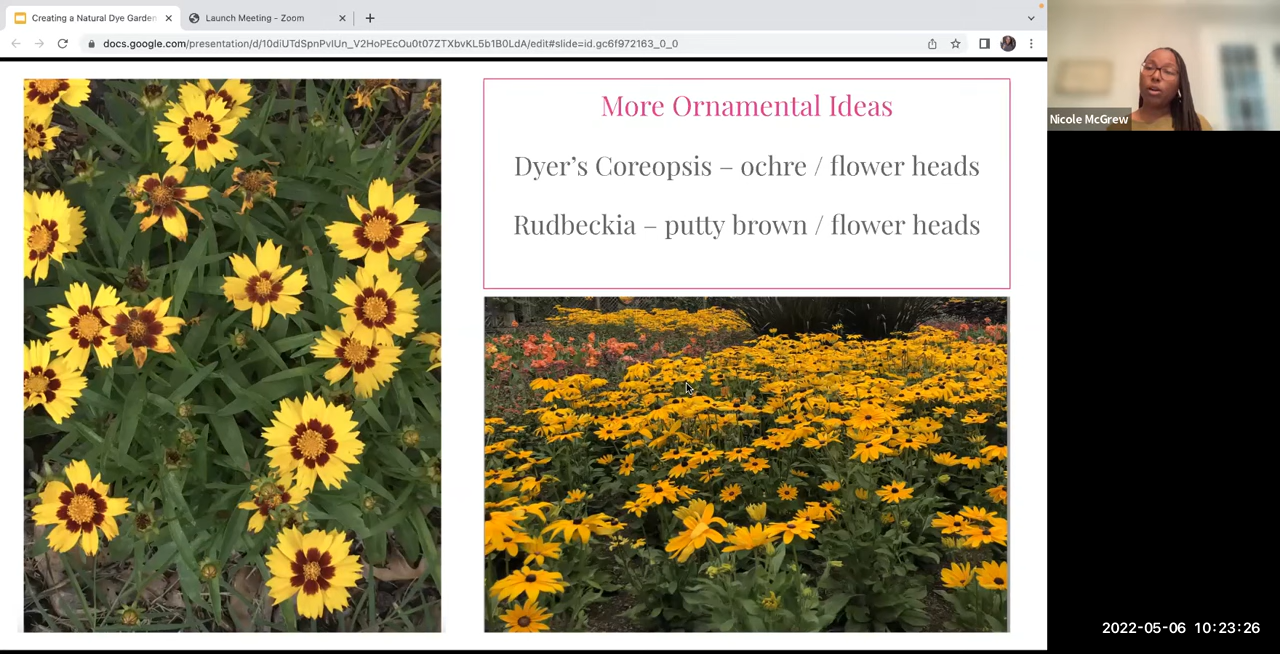 Creating a Natural Dye Garden
Launch Meeting - Zoom
docs.google.com/presentation/d/10diUTdSpnPvIUn_V2HoPEcOu0t07ZTXbvKL5b1B0LdA/edit#slide=id.gc6f972163_0_0
More Ornamental Ideas
Dyer’s Coreopsis – ochre / flower heads
Rudbeckia – putty brown / flower heads
Nicole McGrew
2022-05-06 10:23:26